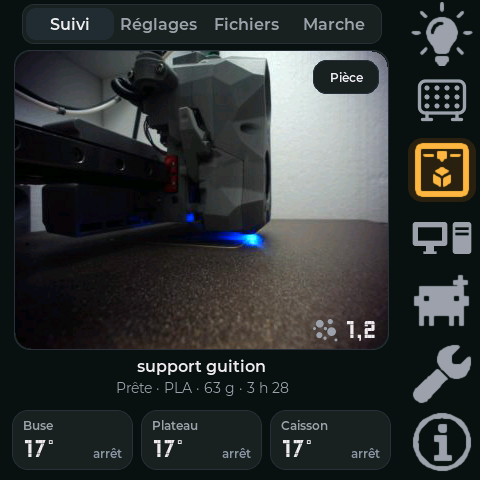 Suivi Réglages Fichiers Marche
Pièce
1,2
support guition
Prête · PLA · 63 g · 3 h 28
Buse
17° arrêt
Plateau
17° arrêt
Caisson
17° arrêt